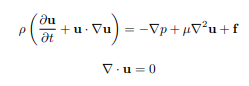 ρ(∂𝐮/∂t + 𝐮 · ∇𝐮) = −∇p + μ∇²𝐮 + 𝐟
∇ · 𝐮 = 0